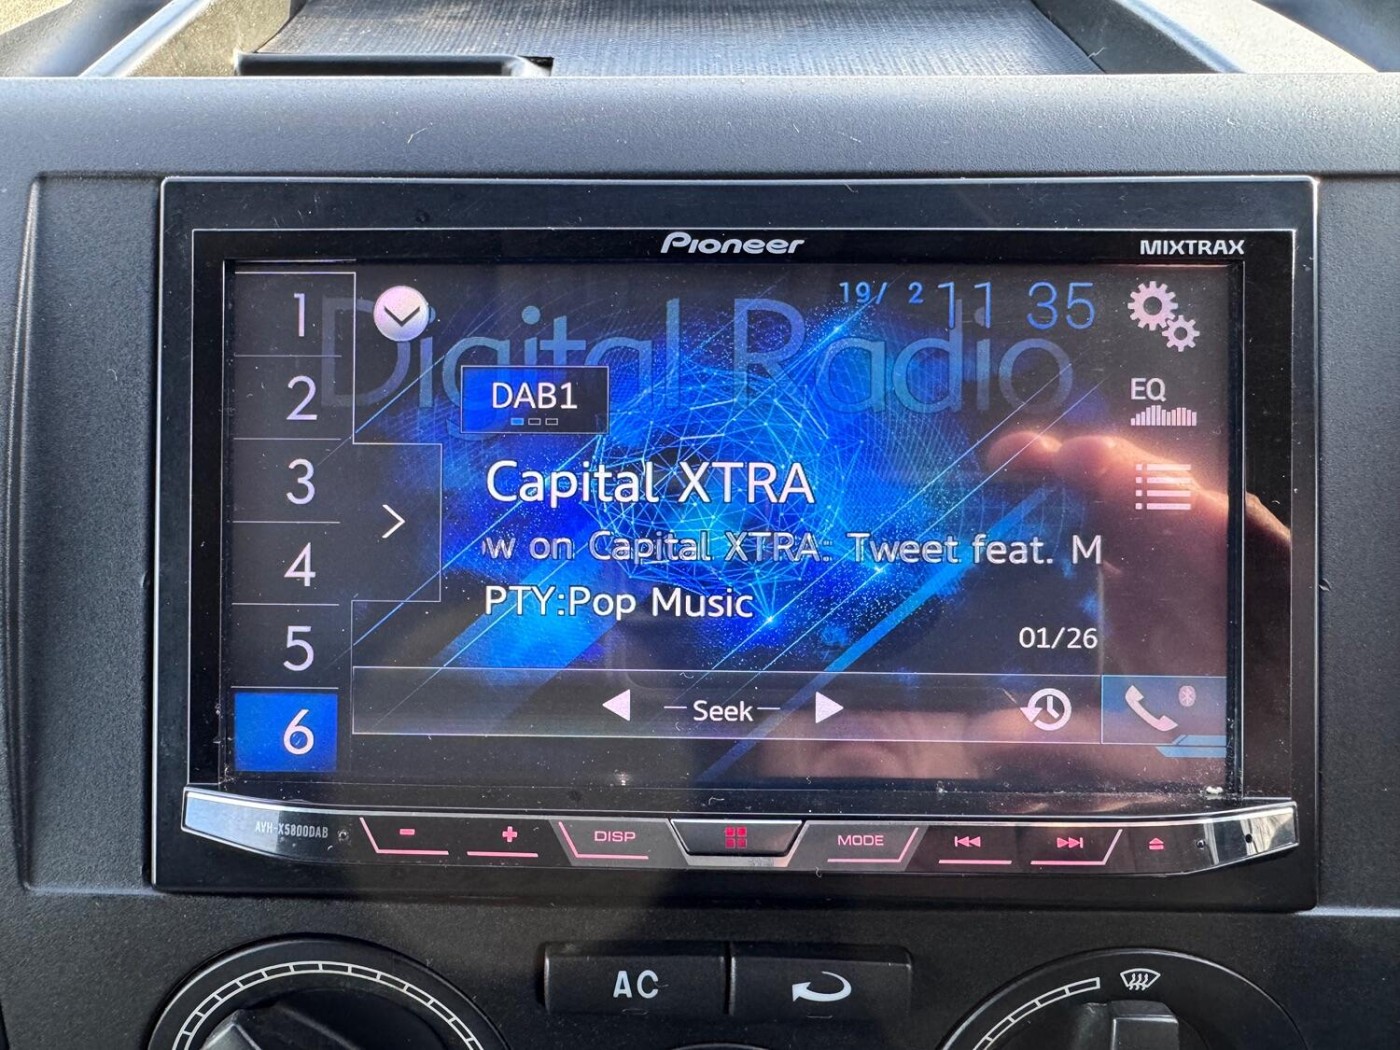 Pioneer
MIXTRAX
1
2
3
4
5
6
Digital Radio
19/ 2 11 35
DAB1
EQ
Capital XTRA
w on Capital XTRA: Tweet feat. M
PTY:Pop Music
01/26
Seek
AVH-X5800DAB
- + DISP MODE
AC